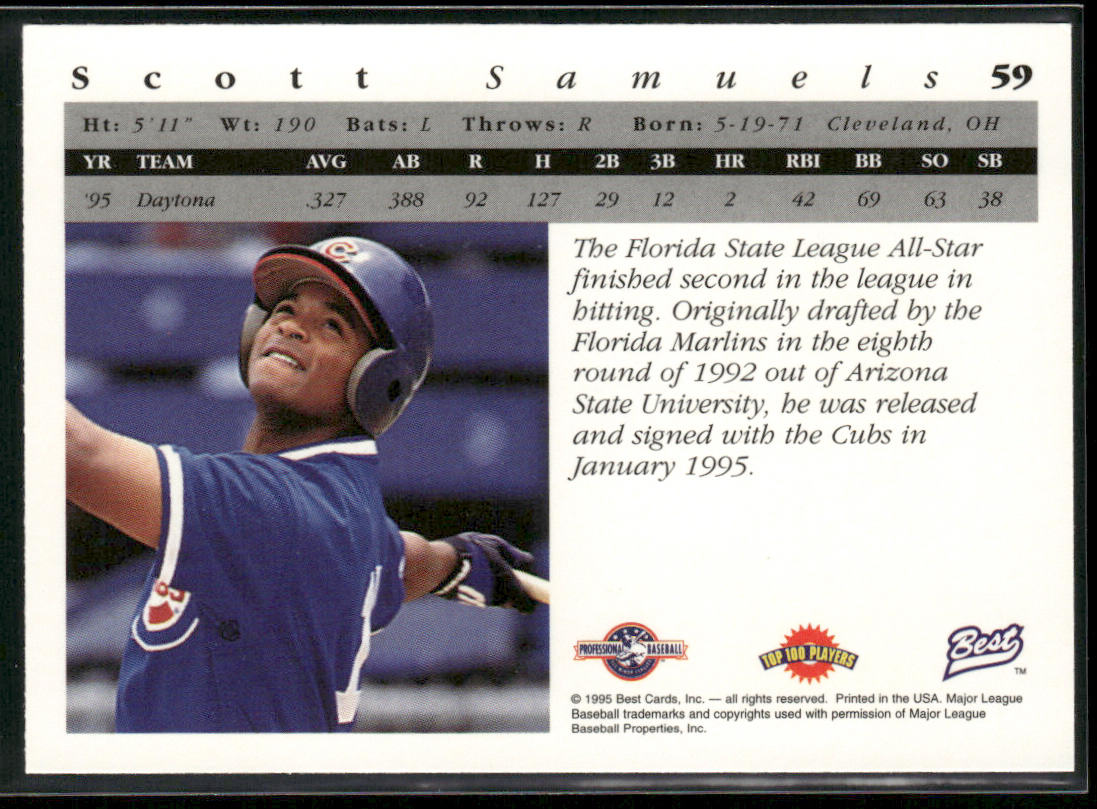 Scott Samuels 59
Ht: 5'11" Wt: 190 Bats: L Throws: R Born: 5-19-71 Cleveland, OH
YR TEAM AVG AB R H 2B 3B HR RBI BB SO SB
'95 Daytona .327 388 92 127 29 12 2 42 69 63 38
The Florida State League All-Star
finished second in the league in
hitting. Originally drafted by the
Florida Marlins in the eighth
round of 1992 out of Arizona
State University, he was released
and signed with the Cubs in
January 1995.
C
1
PROFESSIONAL BASEBALL
TOP 100 PLAYERS
Best™
© 1995 Best Cards, Inc. — all rights reserved. Printed in the USA. Major League
Baseball trademarks and copyrights used with permission of Major League
Baseball Properties, Inc.